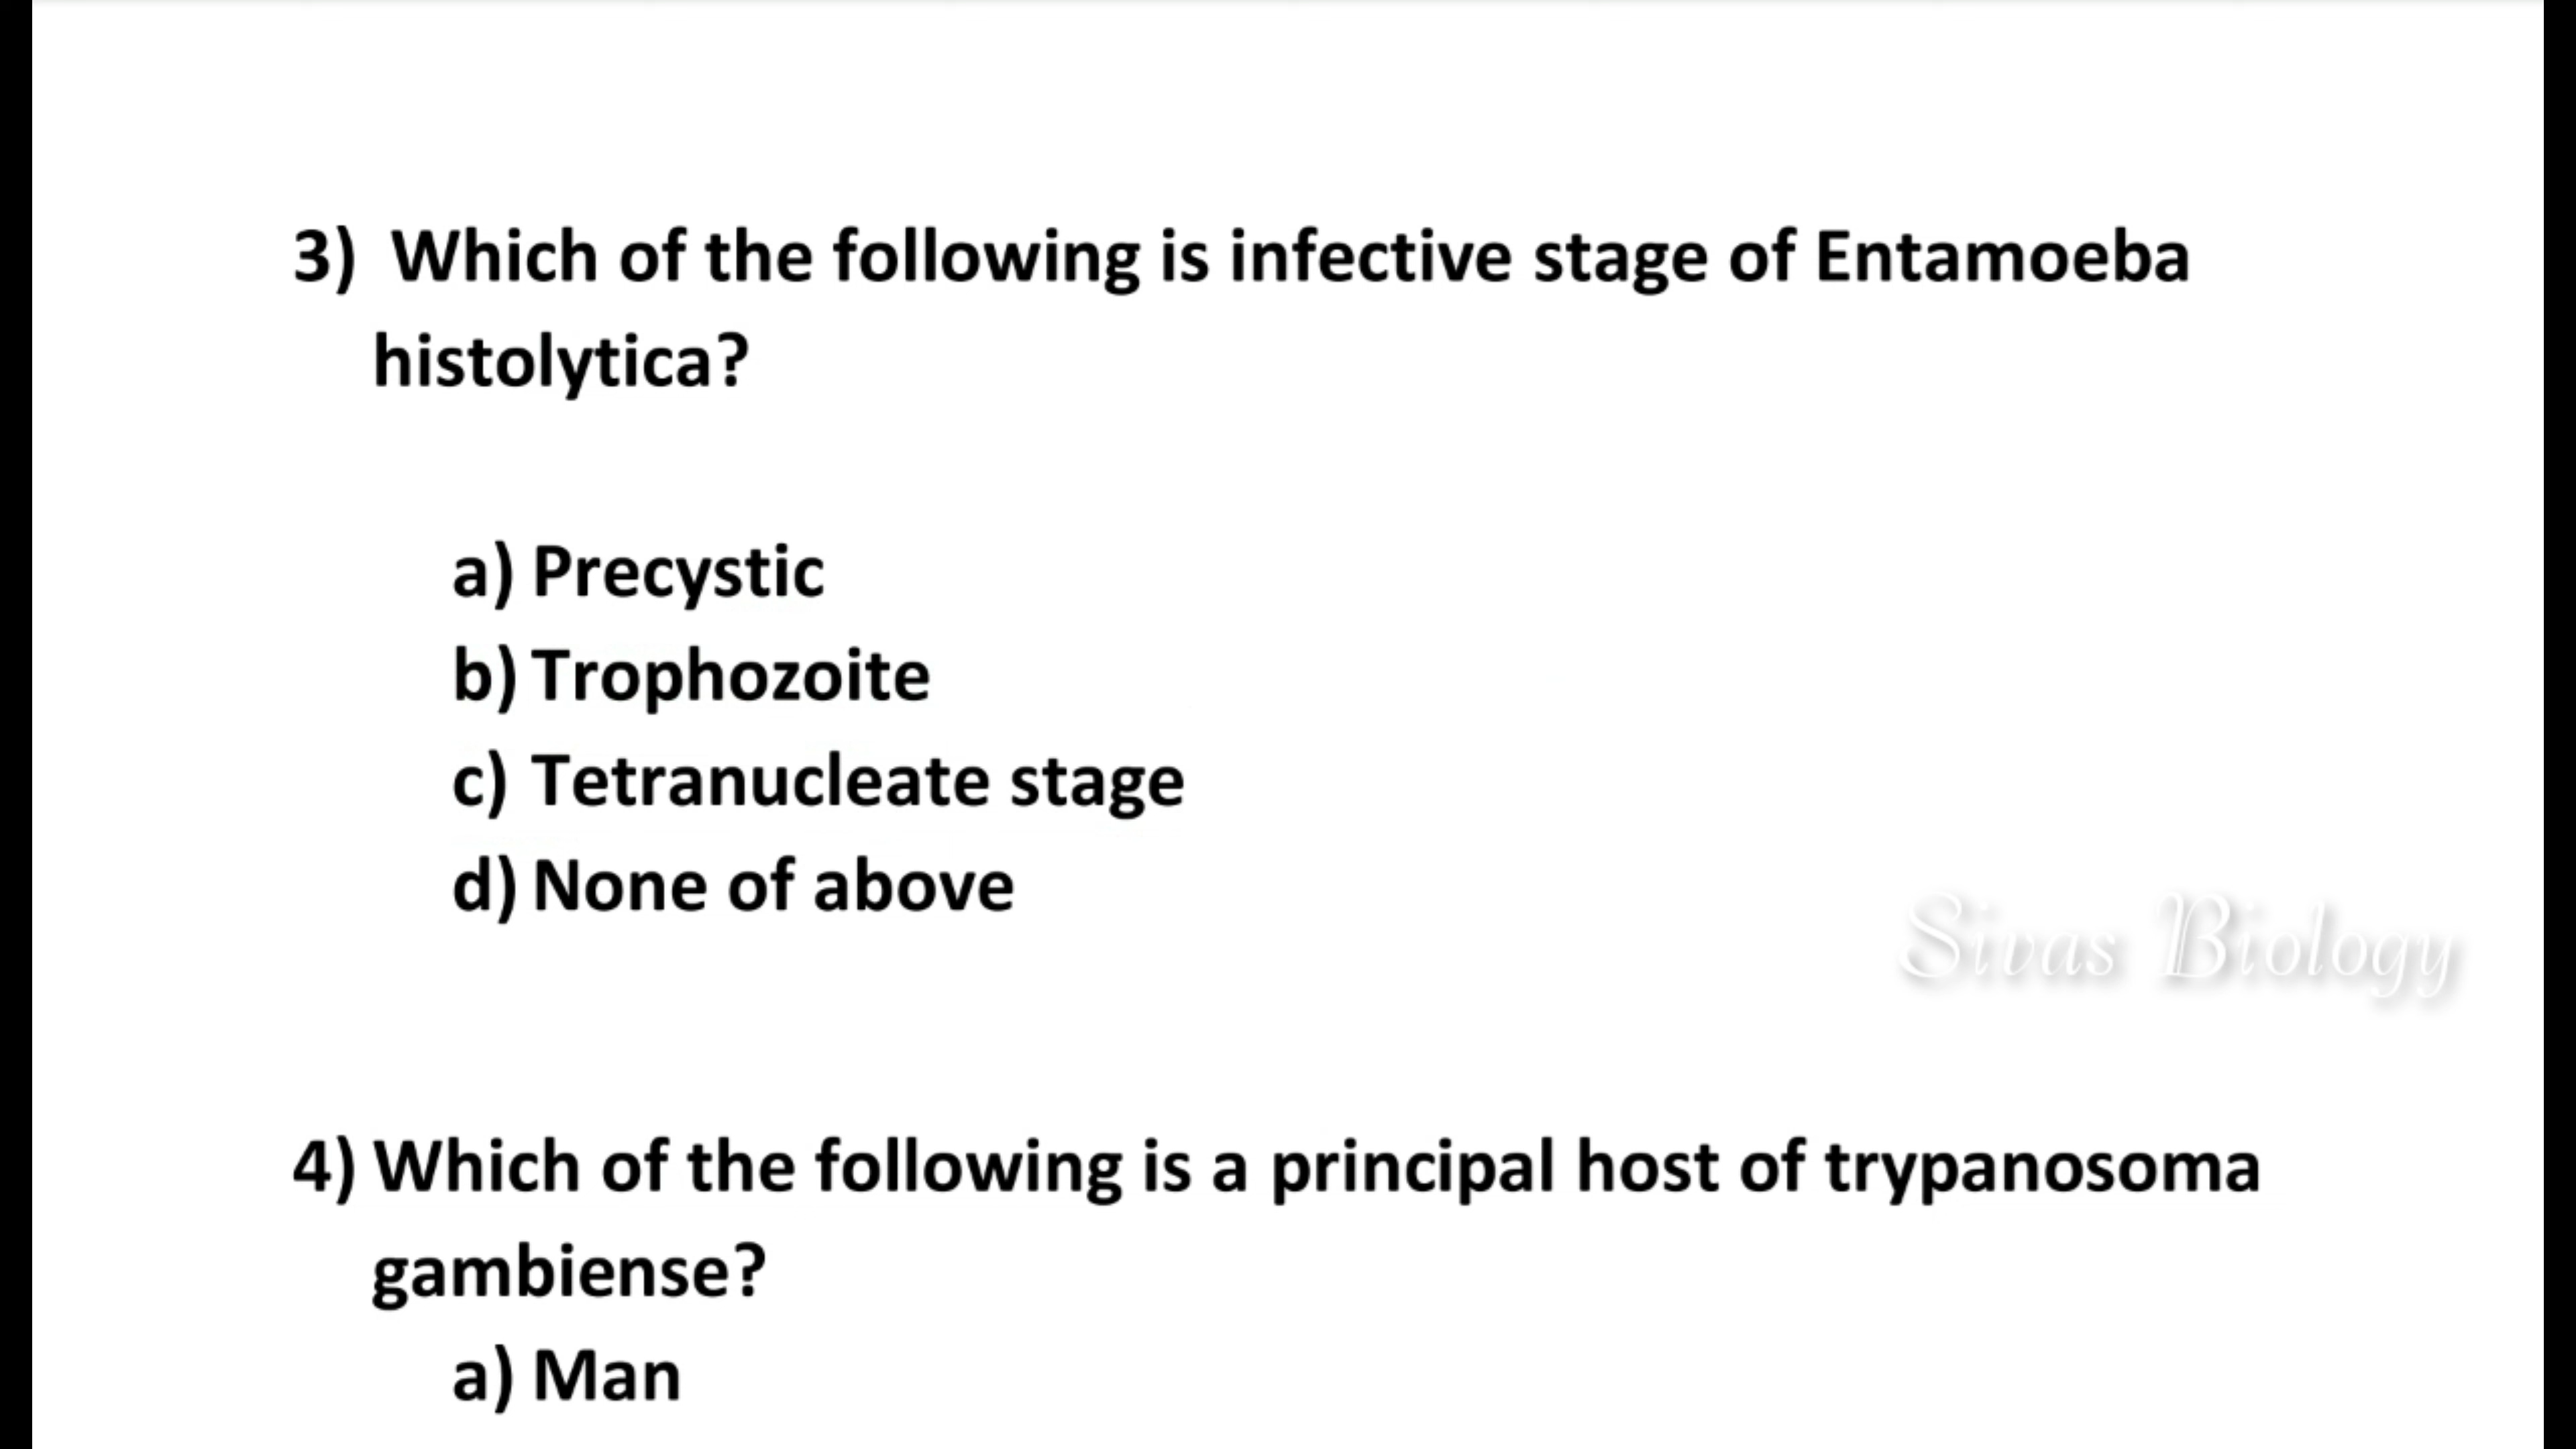 3) Which of the following is infective stage of Entamoeba
histolytica?
a) Precystic
b) Trophozoite
c) Tetranucleate stage
d) None of above
Sivas Biology
4) Which of the following is a principal host of trypanosoma
gambiense?
a) Man